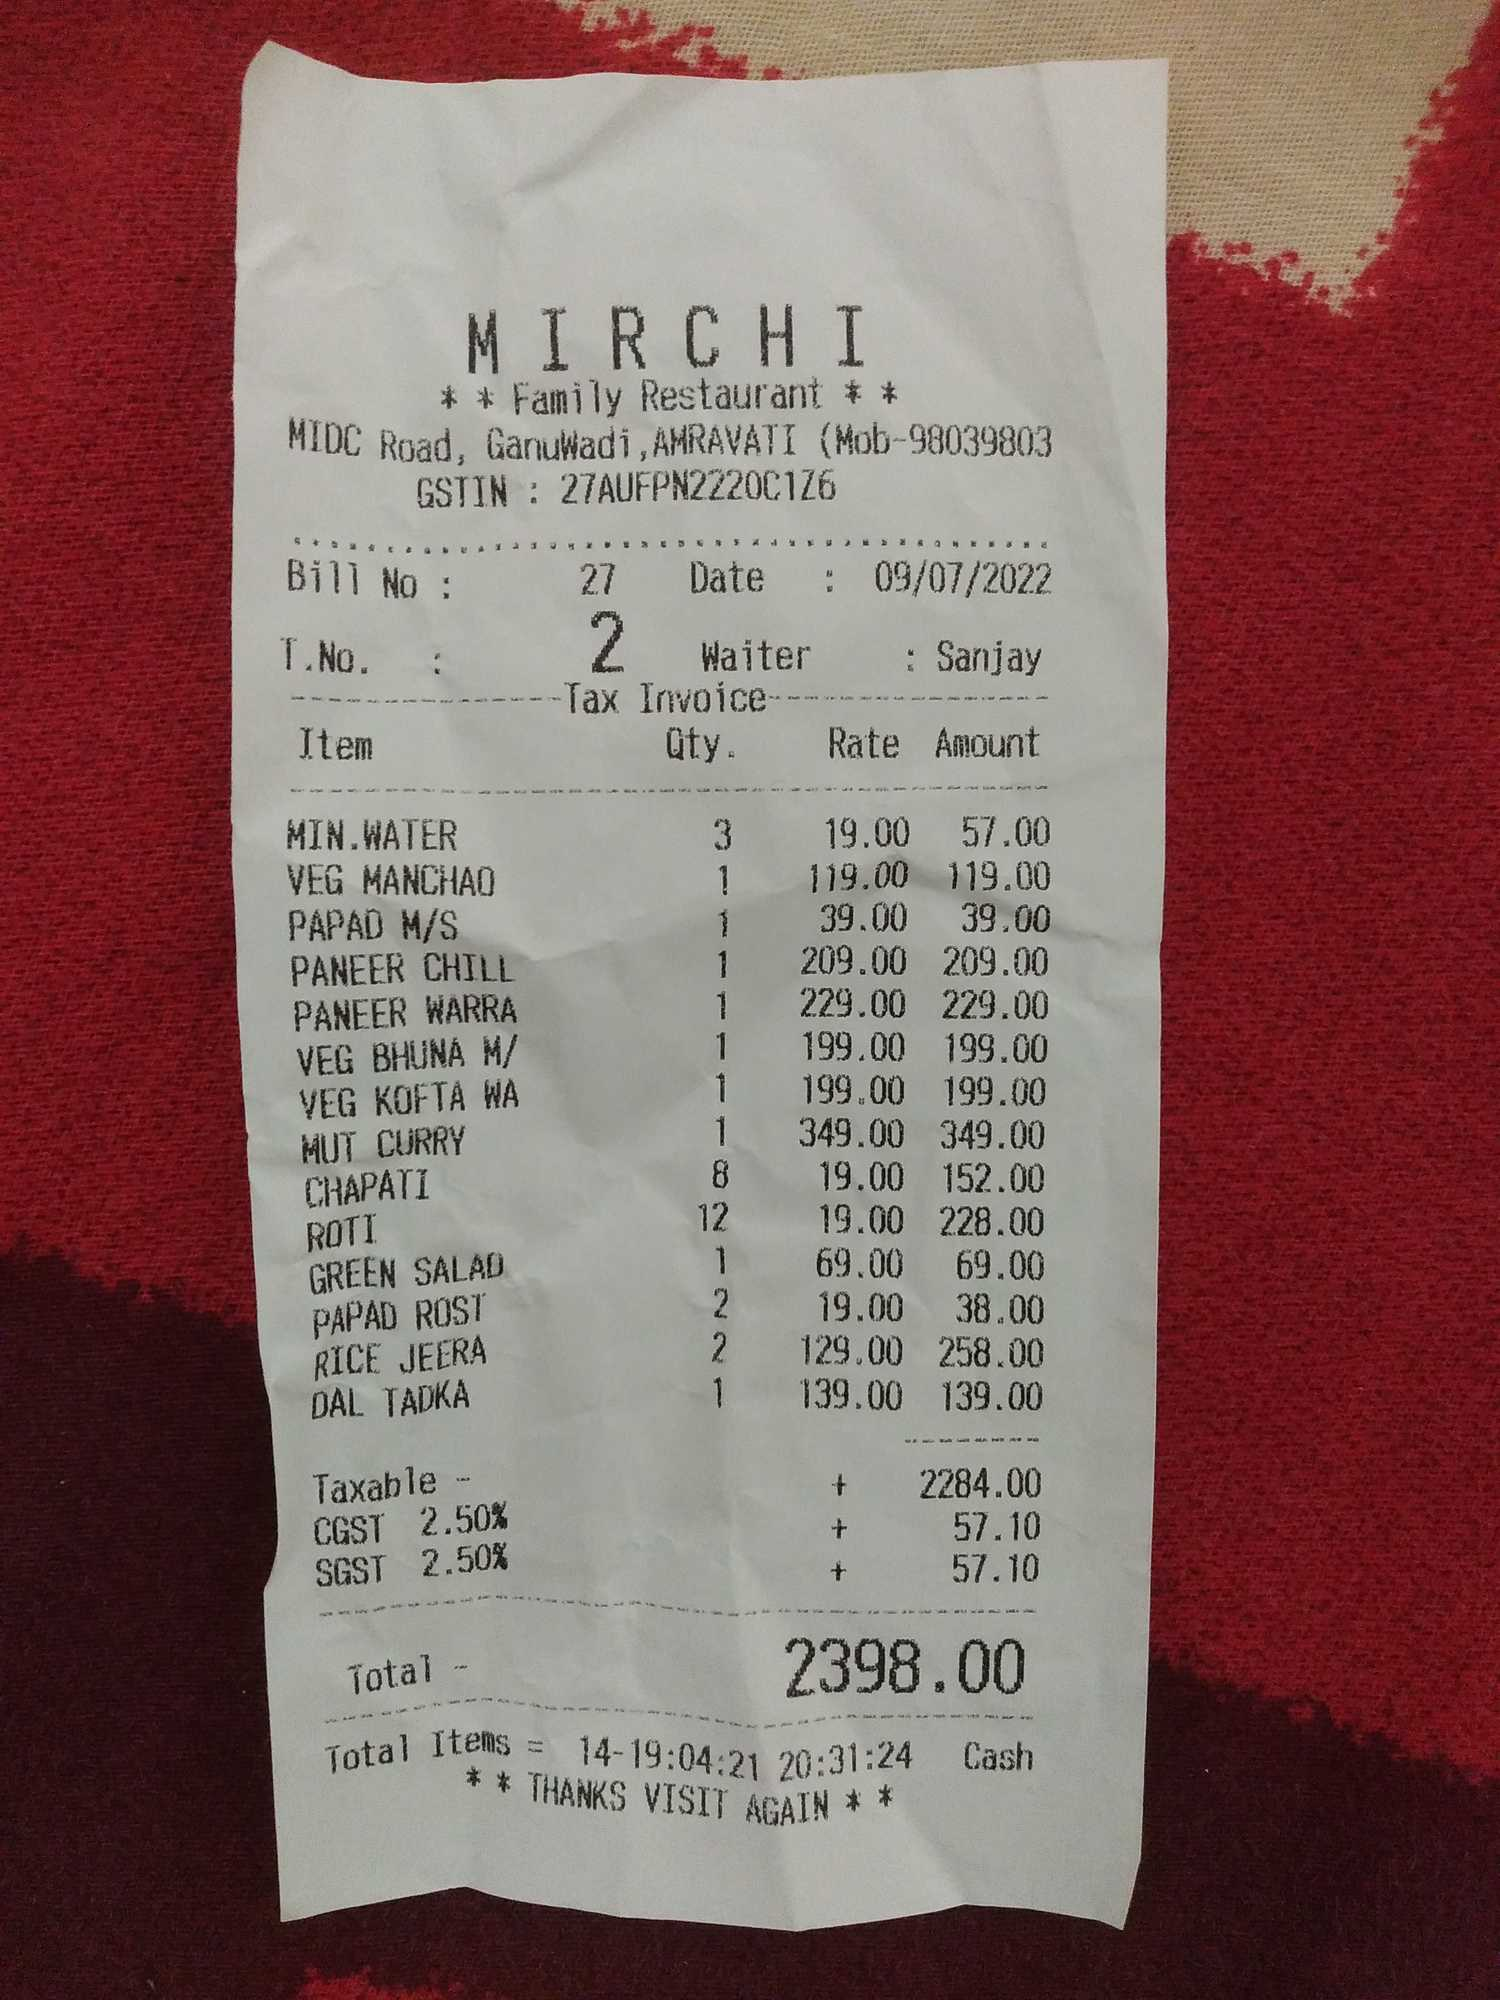 MIRCHI
* * Family Restaurant * *
MIDC Road, GanuWadi,AMRAVATI (Mob-98039803
GSTIN : 27AUFPN2220C1Z6
Bill No : 27 Date : 09/07/2022
T.No. : 2 Waiter : Sanjay
Tax Invoice
Item Qty. Rate Amount
MIN.WATER 3 19.00 57.00
VEG MANCHAO 1 119.00 119.00
PAPAD M/S 1 39.00 39.00
PANEER CHILL 1 209.00 209.00
PANEER WARRA 1 229.00 229.00
VEG BHUNA M/ 1 199.00 199.00
VEG KOFTA WA 1 199.00 199.00
MUT CURRY 1 349.00 349.00
CHAPATI 8 19.00 152.00
ROTI 12 19.00 228.00
GREEN SALAD 1 69.00 69.00
PAPAD ROST 2 19.00 38.00
RICE JEERA 2 129.00 258.00
DAL TADKA 1 139.00 139.00
Taxable - + 2284.00
CGST 2.50% + 57.10
SGST 2.50% + 57.10
Total - 2398.00
Total Items = 14-19:04:21 20:31:24 Cash
* * THANKS VISIT AGAIN * *